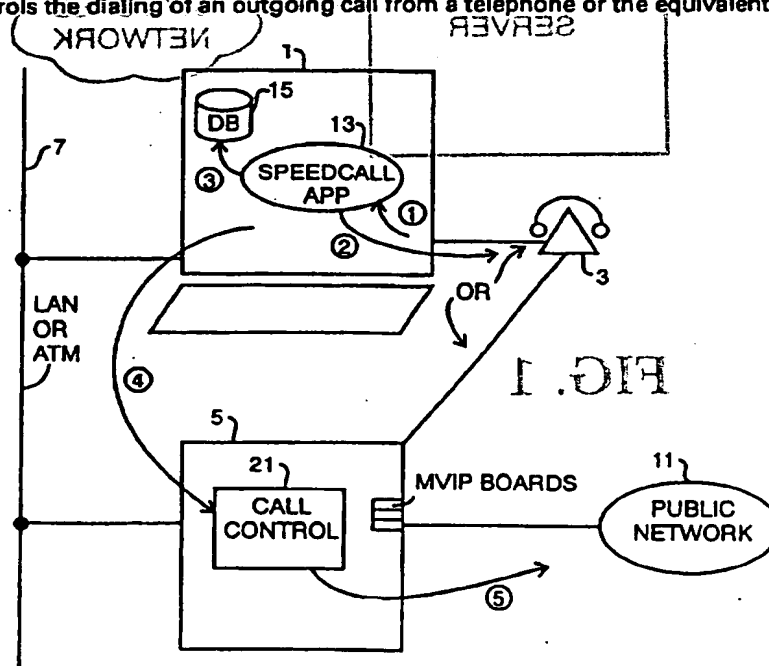 rols the dialing of an outgoing call from a telephone or the equivalent
NETWORK
SERVER
1
15
DB
13
7
SPEEDCALL
APP
③
①
②
3
OR
LAN
OR
ATM
④
FIG. 1
5
21
MVIP BOARDS
11
CALL
CONTROL
PUBLIC
NETWORK
⑤